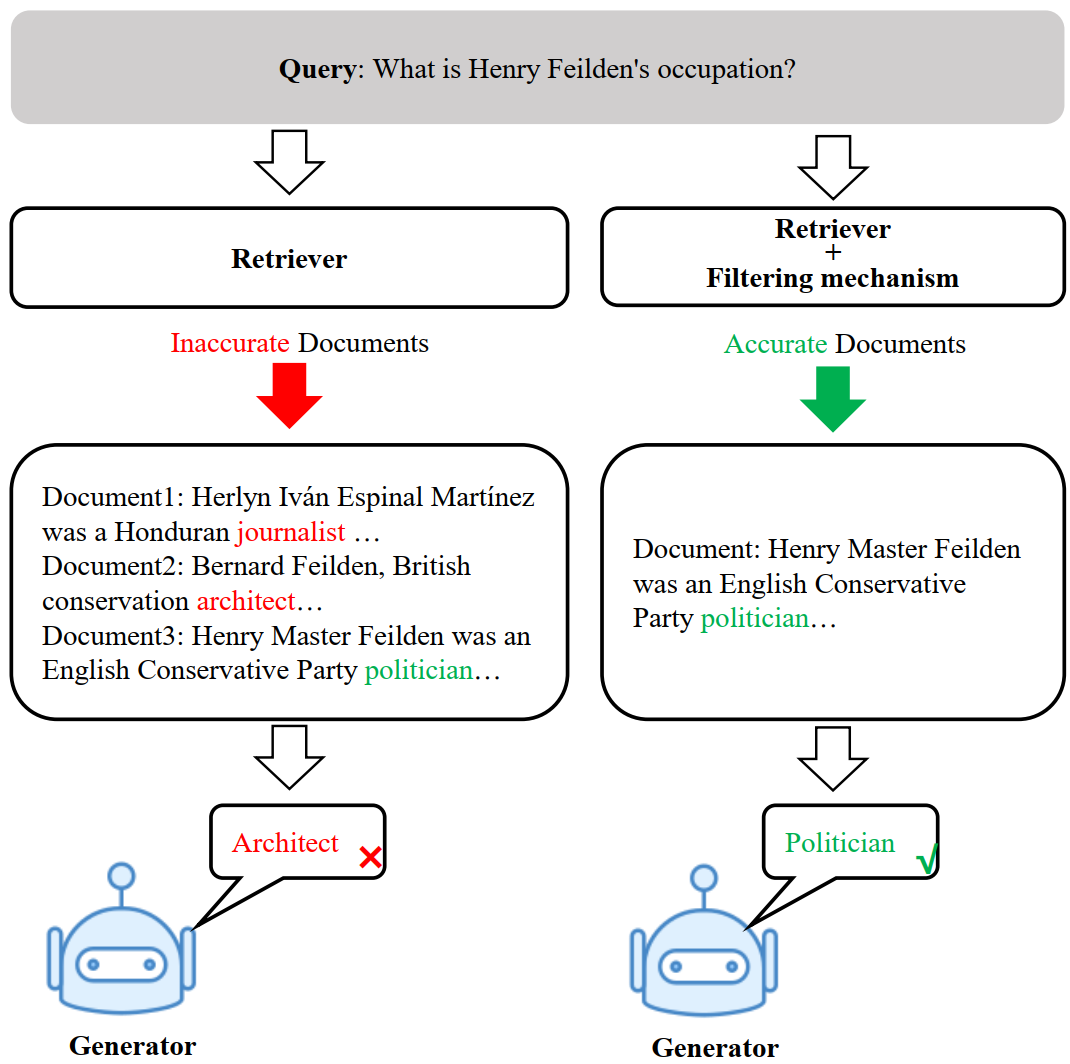 Query: What is Henry Feilden's occupation?
Retriever
Inaccurate Documents
Document1: Herlyn Iván Espinal Martínez
was a Honduran journalist …
Document2: Bernard Feilden, British
conservation architect…
Document3: Henry Master Feilden was an
English Conservative Party politician…
Architect
Generator
Retriever
+
Filtering mechanism
Accurate Documents
Document: Henry Master Feilden
was an English Conservative
Party politician…
Politician
Generator